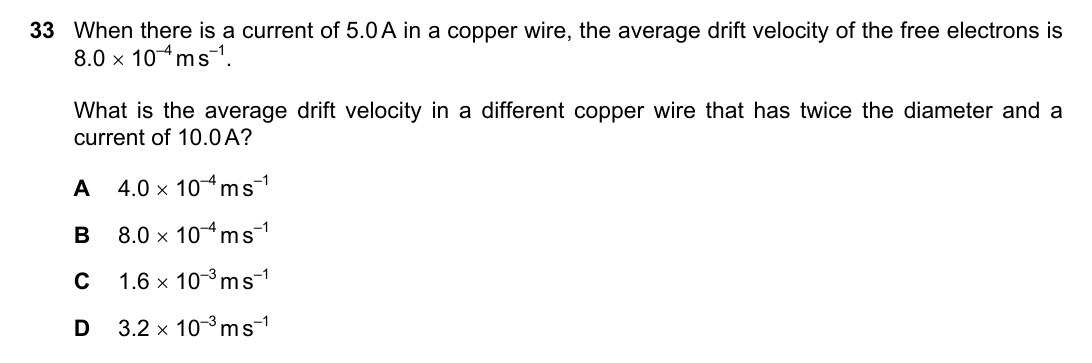 33 When there is a current of 5.0 A in a copper wire, the average drift velocity of the free electrons is
8.0 × 10⁻⁴ m s⁻¹.
What is the average drift velocity in a different copper wire that has twice the diameter and a
current of 10.0 A?
A 4.0 × 10⁻⁴ m s⁻¹
B 8.0 × 10⁻⁴ m s⁻¹
C 1.6 × 10⁻³ m s⁻¹
D 3.2 × 10⁻³ m s⁻¹